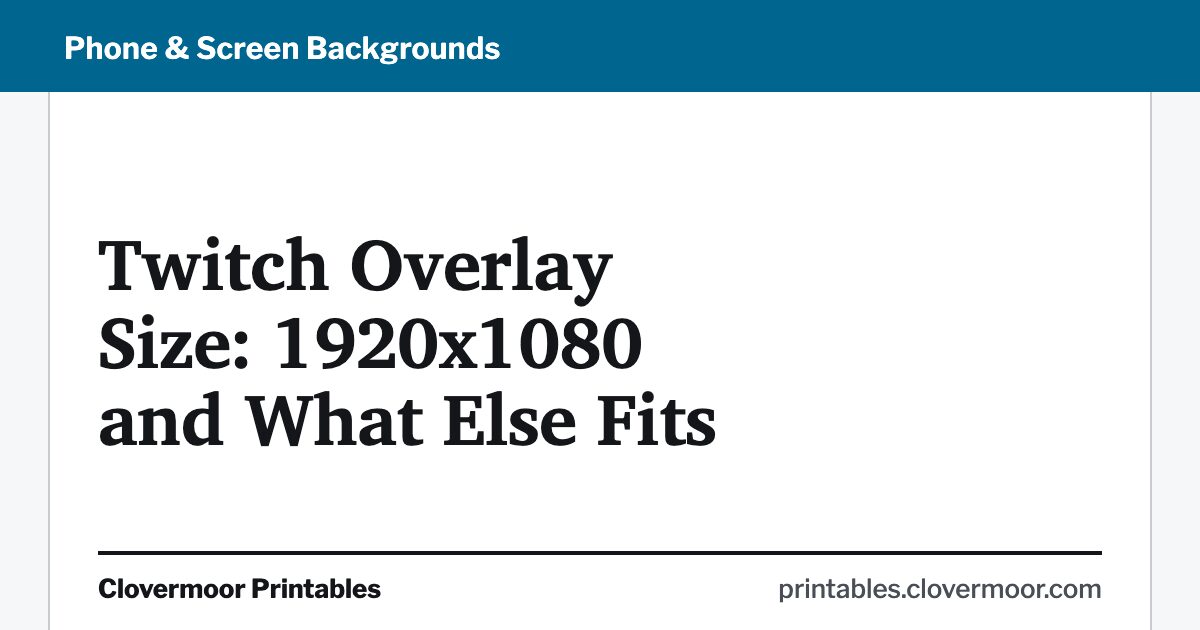 Phone & Screen Backgrounds
Twitch Overlay
Size: 1920x1080
and What Else Fits
Clovermoor Printables
printables.clovermoor.com